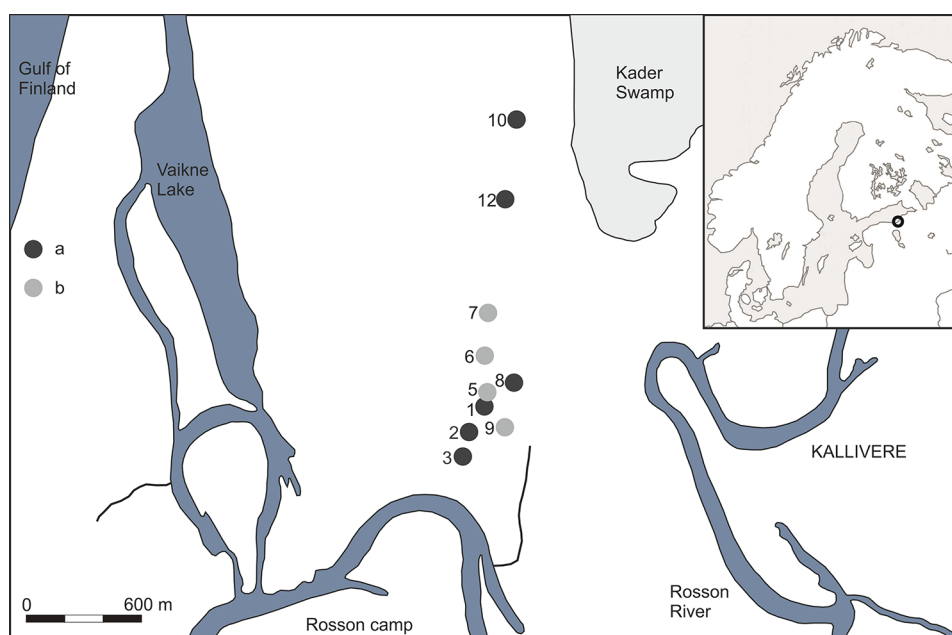 Gulf of
Finland
Kader
Swamp
10
Vaikne
Lake
12
a
b
7
6
8
5
1
9
2
3
KALLIVERE
0 600 m
Rosson
River
Rosson camp